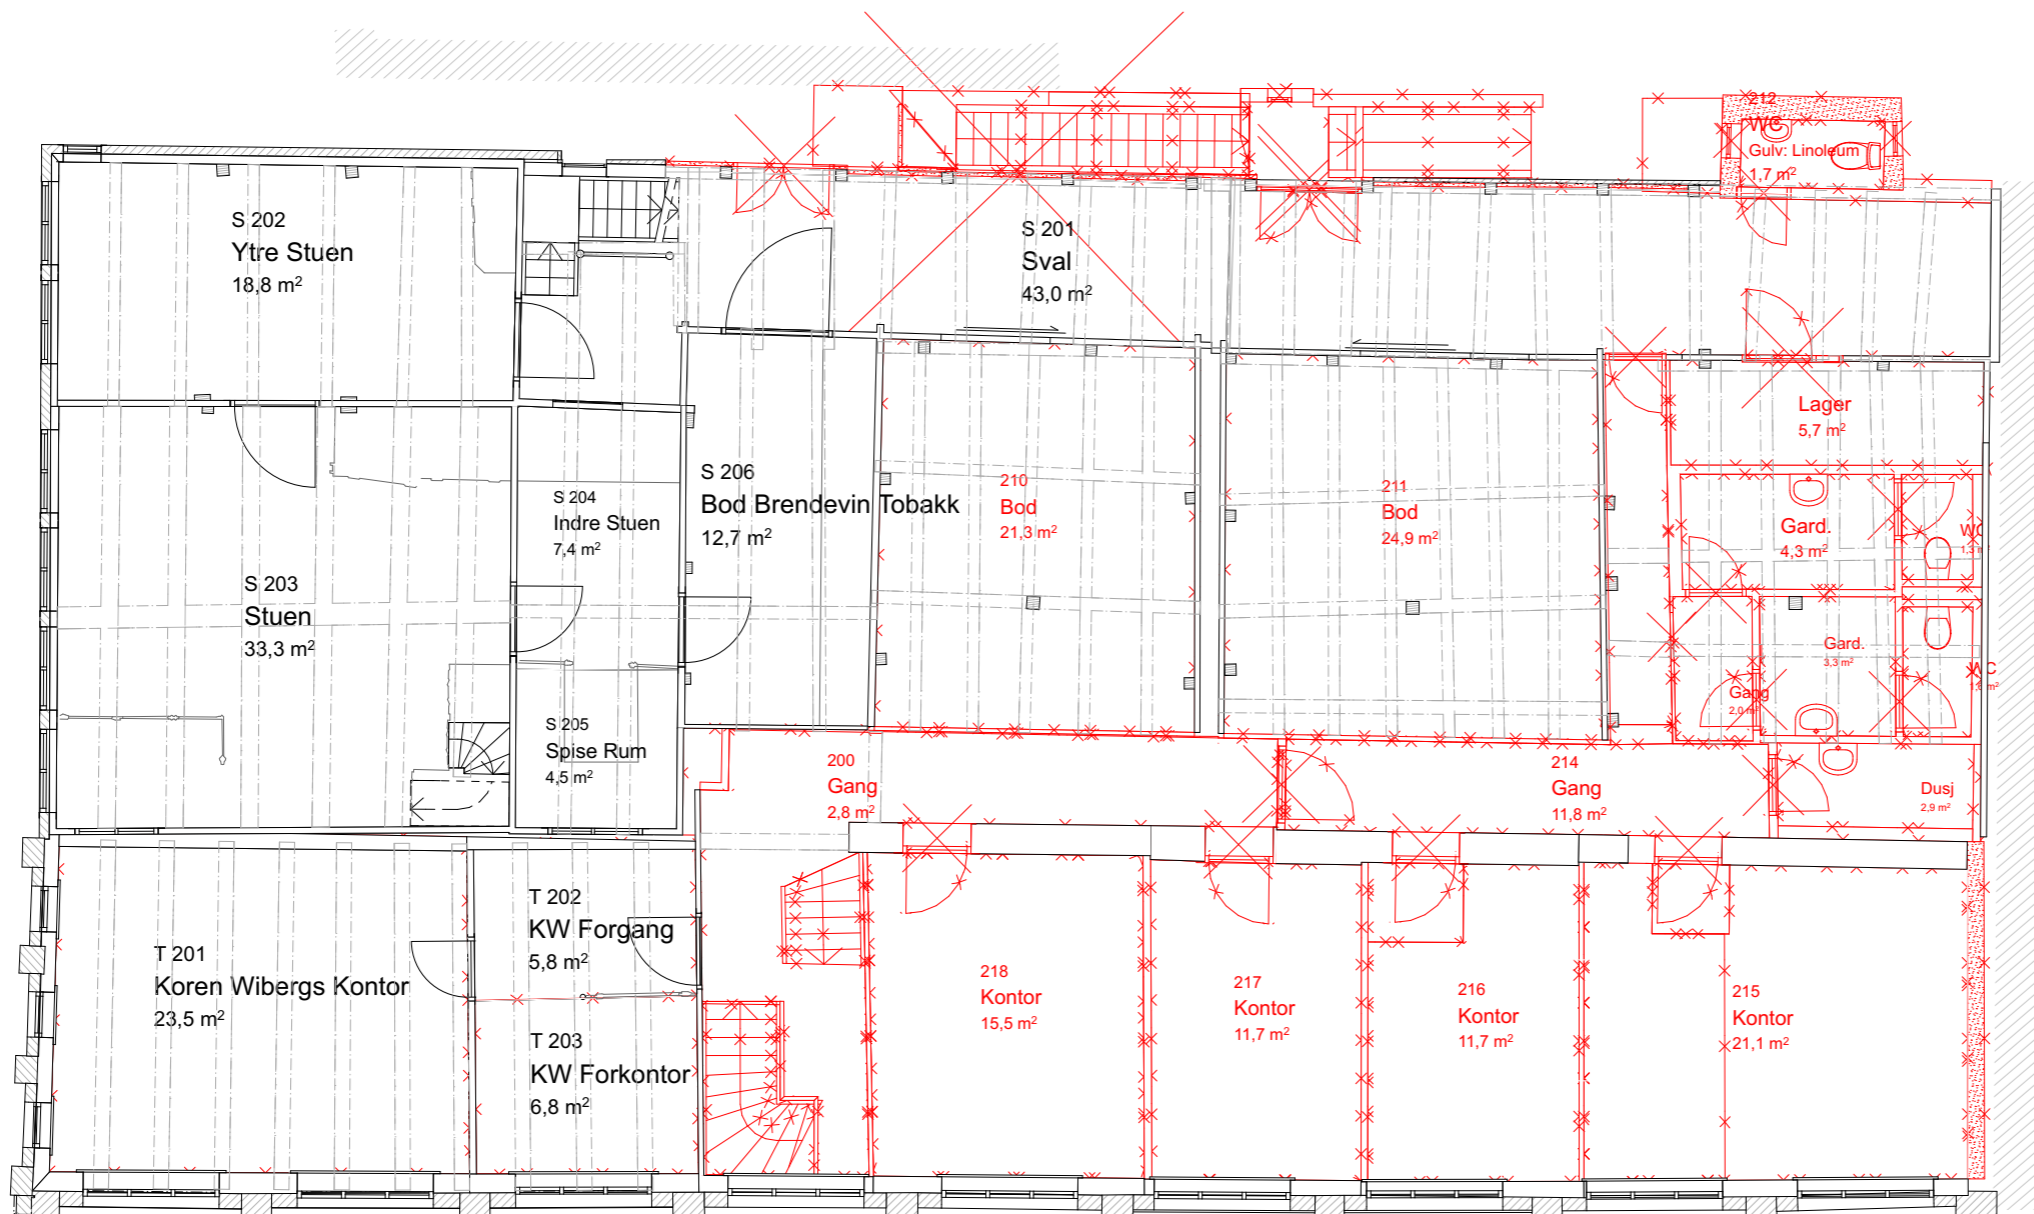 212
WC
Gulv: Linoleum
1,7 m²
S 202
Ytre Stuen
18,8 m²
S 201
Sval
43,0 m²
Lager
5,7 m²
S 204
Indre Stuen
7,4 m²
S 206
Bod Brendevin Tobakk
12,7 m²
210
Bod
21,3 m²
211
Bod
24,9 m²
Gard.
4,3 m²
WC
S 203
Stuen
33,3 m²
Gard.
3,3 m²
WC
Gang
2,0 m²
S 205
Spise Rum
4,5 m²
200
Gang
2,8 m²
214
Gang
11,8 m²
Dusj
2,9 m²
T 202
KW Forgang
5,8 m²
T 201
Koren Wibergs Kontor
23,5 m²
218
Kontor
15,5 m²
217
Kontor
11,7 m²
216
Kontor
11,7 m²
215
Kontor
21,1 m²
T 203
KW Forkontor
6,8 m²